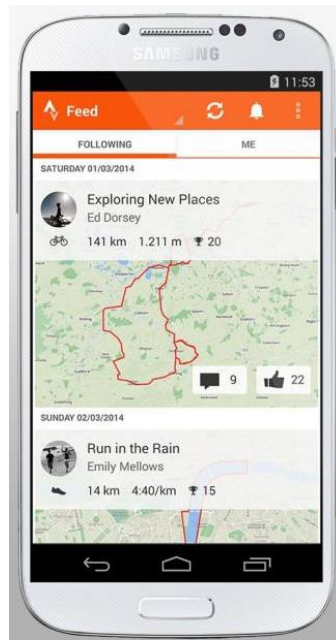 SAMSUNG
11:53
Feed
FOLLOWING
ME
SATURDAY 01/03/2014
Exploring New Places
Ed Dorsey
141 km 1.211 m 20
9
22
SUNDAY 02/03/2014
Run in the Rain
Emily Mellows
14 km 4:40/km 15